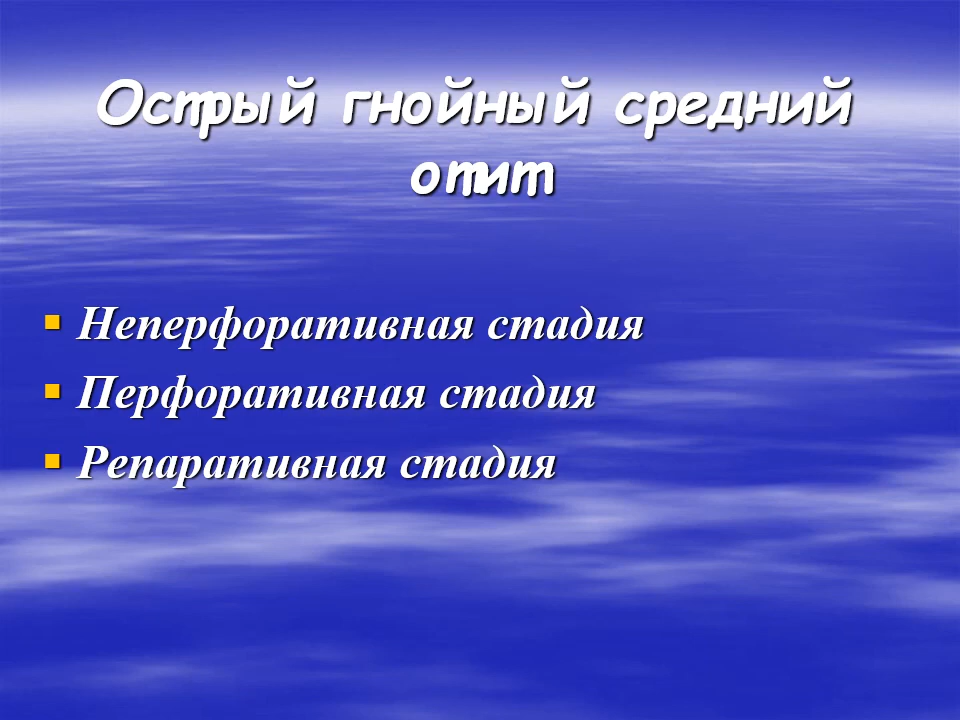 Острый гнойный средний
отит
Неперфоративная стадия
Перфоративная стадия
Репаративная стадия